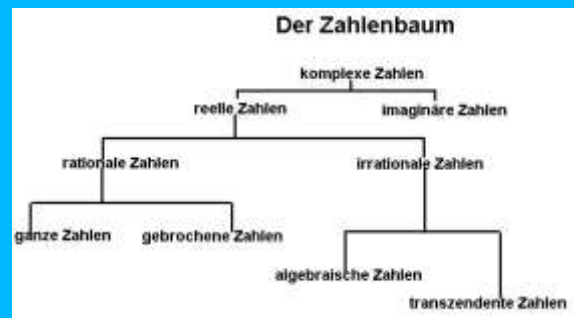 Der Zahlenbaum
komplexe Zahlen
reelle Zahlen
imaginäre Zahlen
rationale Zahlen
irrationale Zahlen
ganze Zahlen
gebrochene Zahlen
algebraische Zahlen
transzendente Zahlen